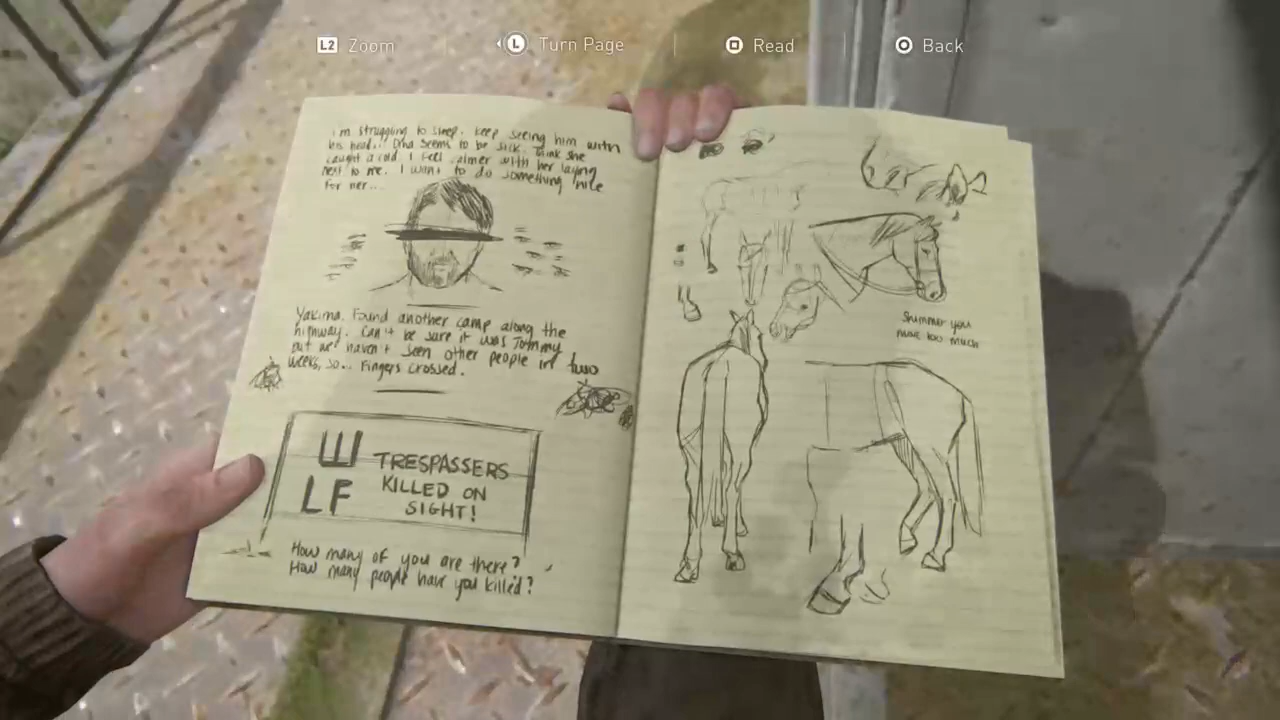 L2 Zoom
L Turn Page
Read
Back
I'm struggling to sleep. Keep seeing him with
his head... Dina seems to be sick. Think she
caught a cold. I feel calmer with her laying
next to me. I want to do something nice
for her...
Yakima. Found another camp along the
highway. Can't be sure it was Tommy
but we haven't seen other people in two
weeks, so... Fingers crossed.
W
LF
TRESPASSERS
KILLED ON
SIGHT!
How many of you are there?
How many people have you killed?
Shimmer you
move too much